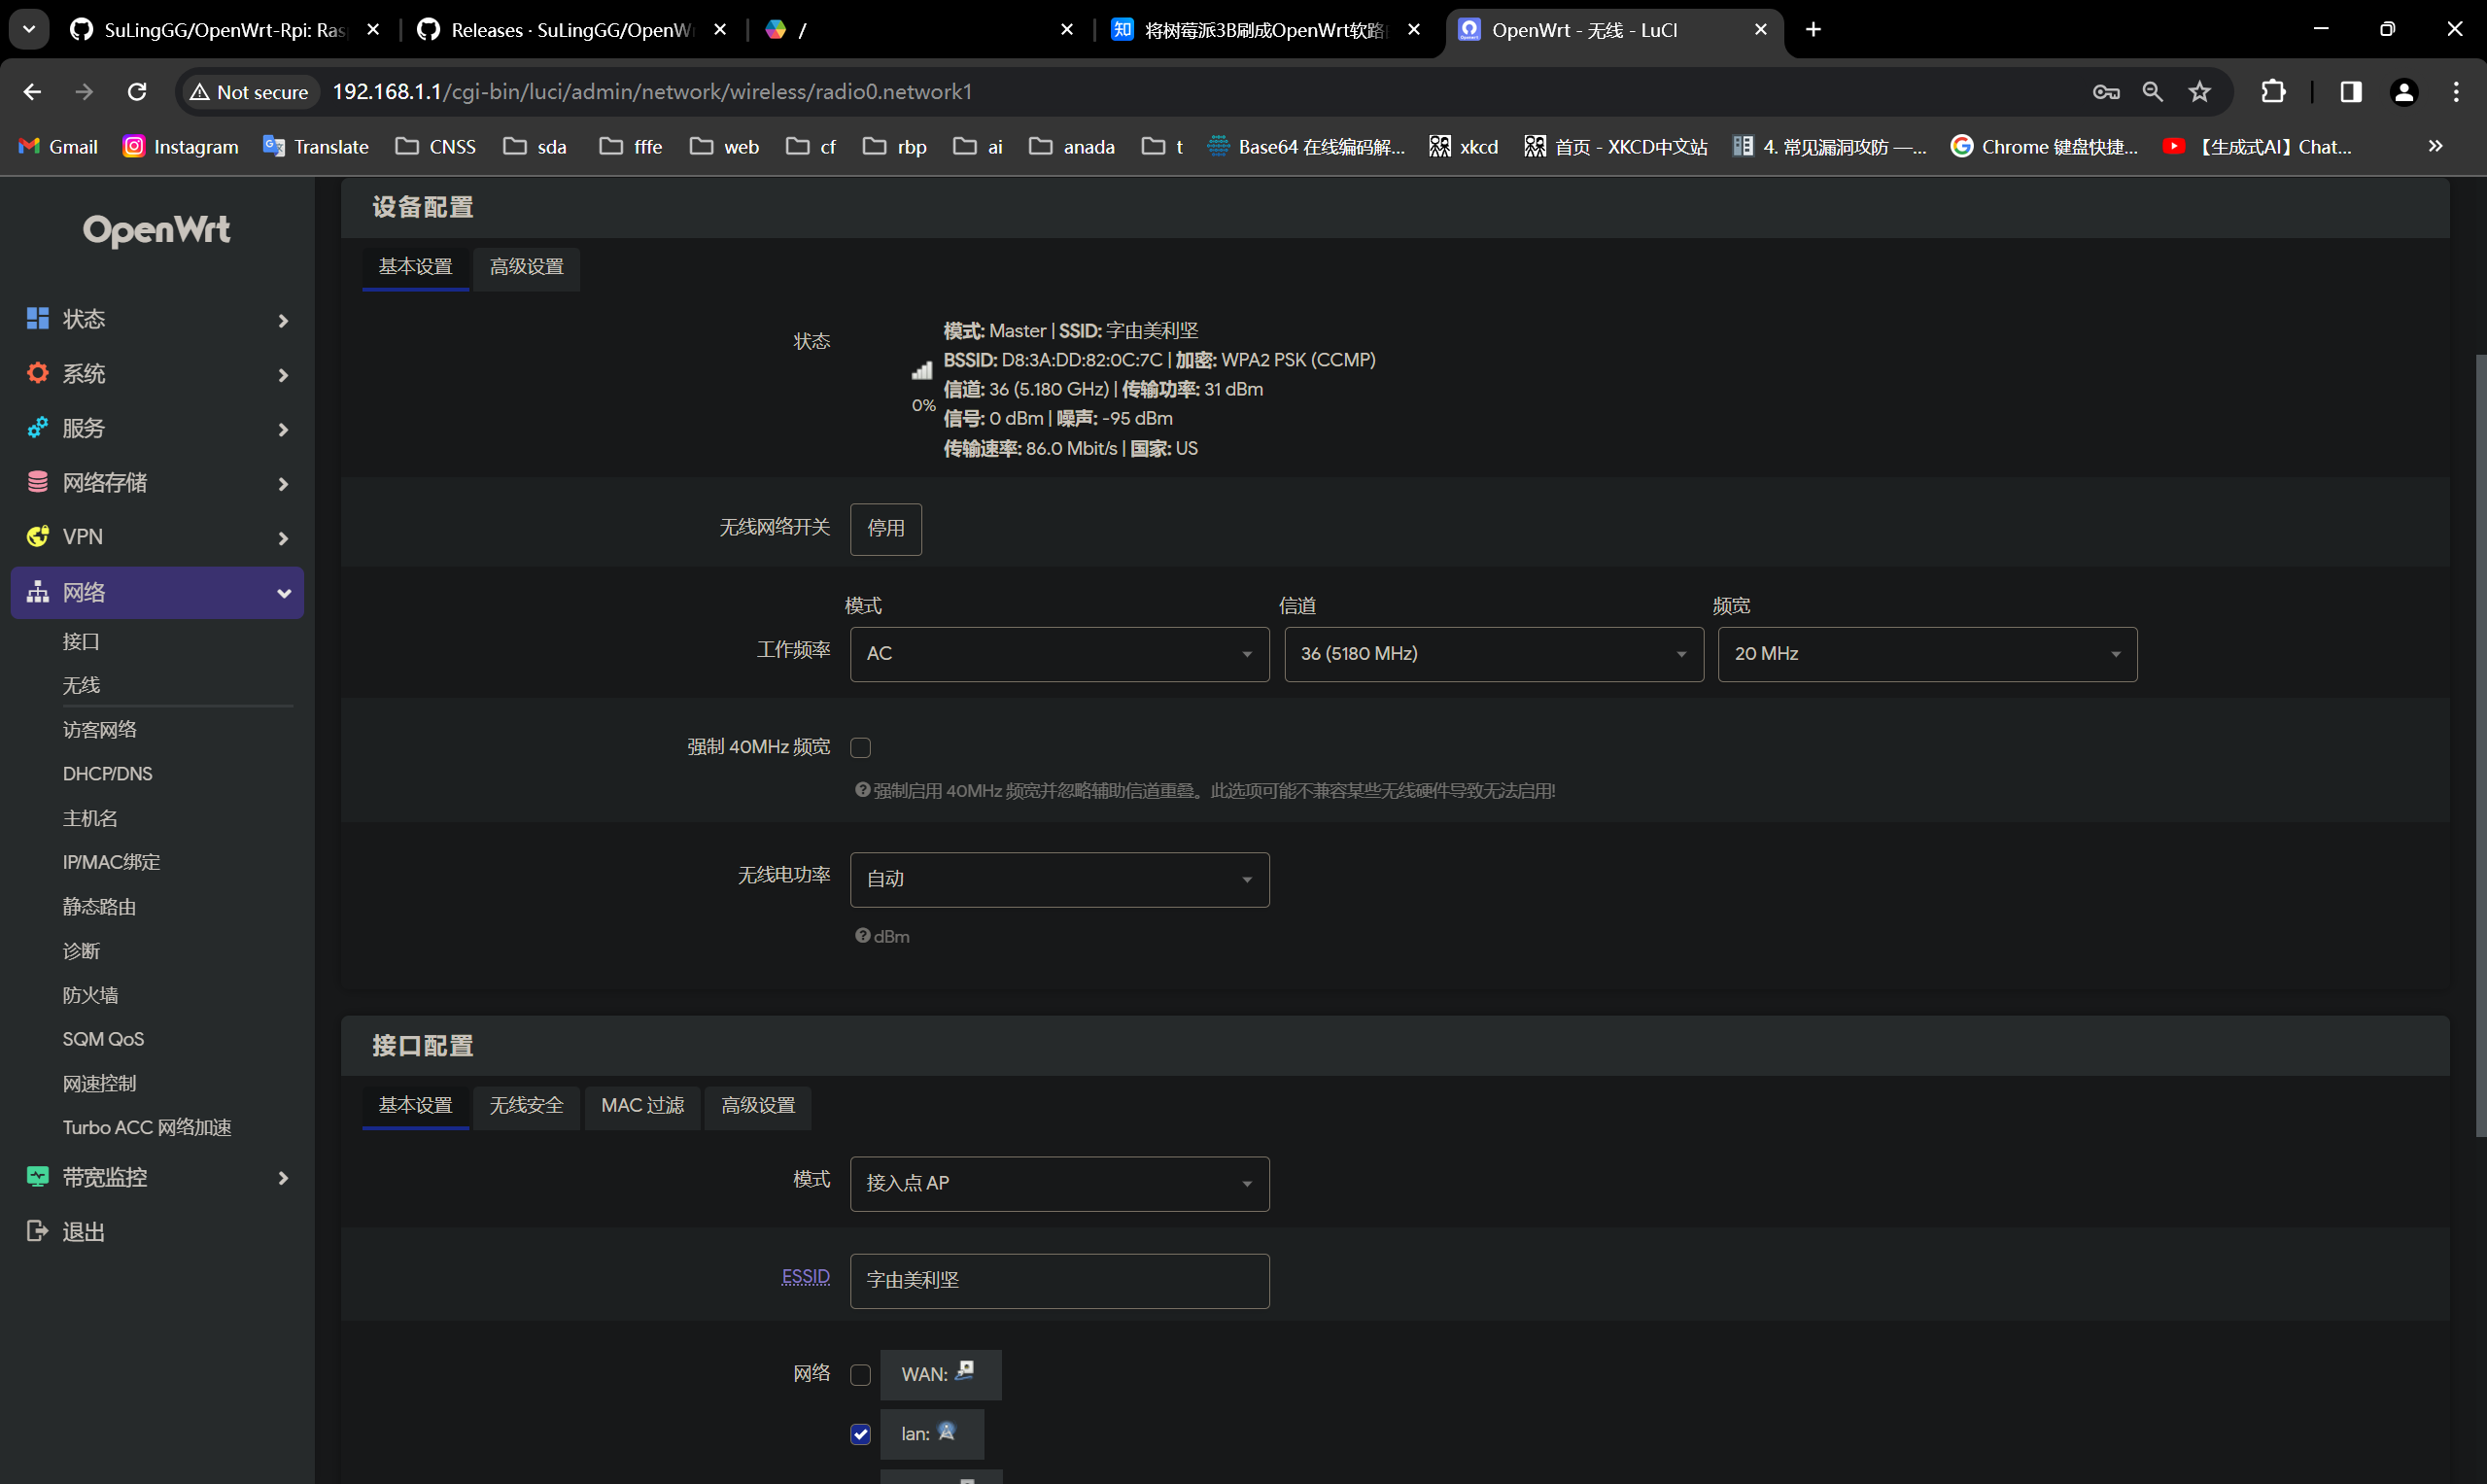 SuLingGG/OpenWrt-Rpi: Ras
Releases · SuLingGG/OpenW
/
将树莓派3B刷成OpenWrt软路
OpenWrt - 无线 - LuCI
Not secure
192.168.1.1/cgi-bin/luci/admin/network/wireless/radio0.network1
Gmail
Instagram
Translate
CNSS
sda
fffe
web
cf
rbp
ai
anada
t
Base64 在线编码解...
xkcd
首页 - XKCD中文站
4. 常见漏洞攻防 —...
Chrome 键盘快捷...
【生成式AI】Chat...
OpenWrt
状态
系统
服务
网络存储
VPN
网络
接口
无线
访客网络
DHCP/DNS
主机名
IP/MAC绑定
静态路由
诊断
防火墙
SQM QoS
网速控制
Turbo ACC 网络加速
带宽监控
退出
设备配置
基本设置
高级设置
状态
0%
模式: Master | SSID: 字由美利坚
BSSID: D8:3A:DD:82:0C:7C | 加密: WPA2 PSK (CCMP)
信道: 36 (5.180 GHz) | 传输功率: 31 dBm
信号: 0 dBm | 噪声: -95 dBm
传输速率: 86.0 Mbit/s | 国家: US
无线网络开关
停用
模式
信道
频宽
工作频率
AC
36 (5180 MHz)
20 MHz
强制 40MHz 频宽
强制启用 40MHz 频宽并忽略辅助信道重叠。此选项可能不兼容某些无线硬件导致无法启用!
无线电功率
自动
dBm
接口配置
基本设置
无线安全
MAC 过滤
高级设置
模式
接入点 AP
ESSID
字由美利坚
网络
WAN:
lan: